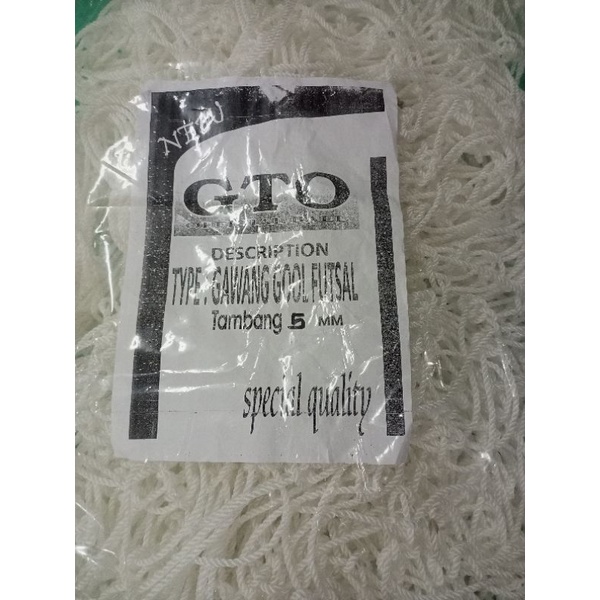 NEW
GTO
DESCRIPTION
TYPE : GAWANG GOOL FUTSAL
Tambang 5 MM
special quality